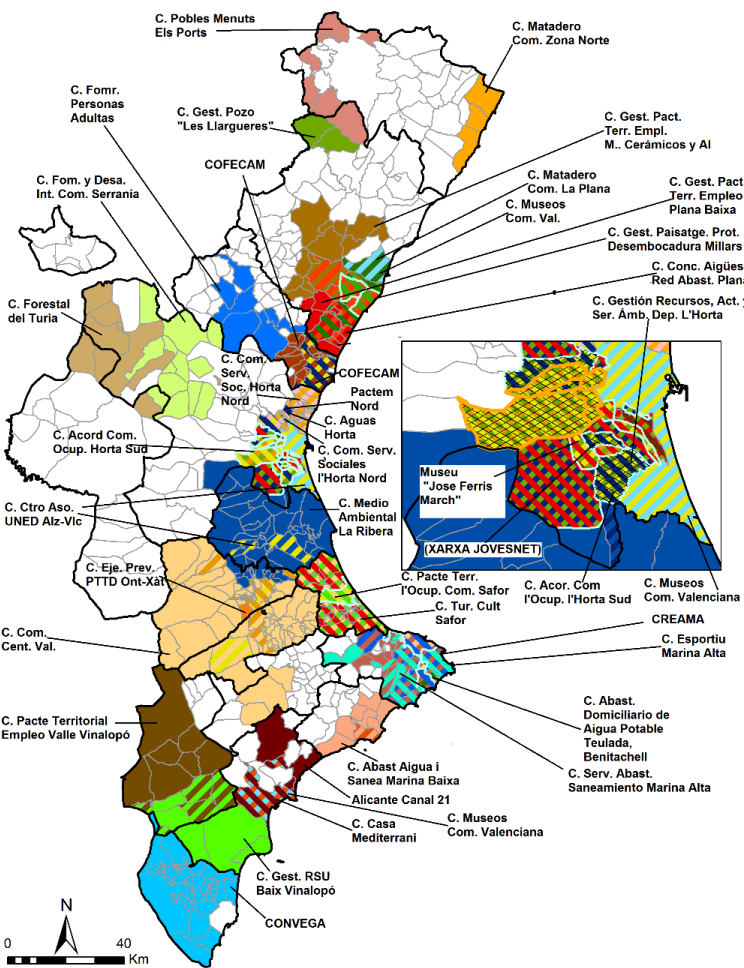 C. Pobles Menuts
Els Ports
C. Matadero
Com. Zona Norte
C. Fomr.
Personas
Adultas
C. Gest. Pozo
"Les Llargueres"
C. Gest. Pact.
Terr. Empl.
M.. Cerámicos y Al
COFECAM
C. Matadero
Com. La Plana
C. Gest. Pact
Terr. Empleo
Plana Baixa
C. Fom. y Desa.
Int. Com. Serranía
C. Museos
Com. Val.
C. Gest. Paisatge. Prot.
Desembocadura Millars
C. Conc. Aigües
Red Abast. Plana
C. Forestal
del Turia
C. Gestión Recursos, Act. y
Ser. Ámb. Dep. L'Horta
C. Com.
Serv.
Soc. Horta
Nord
COFECAM
Pactem
Nord
C. Aguas
Horta
C. Acord Com.
Ocup. Horta Sud
C. Com. Serv.
Sociales
l'Horta Nord
Museu
"Jose Ferris
March"
C. Ctro Aso.
UNED Alz-Vlc
C. Medio
Ambiental
La Ribera
(XARXA JOVESNET)
C. Eje. Prev.
PTTD Ont-Xàt
C. Pacte Terr.
l'Ocup. Com. Safor
C. Acor. Com
l'Ocup. l'Horta Sud
C. Museos
Com. Valenciana
C. Tur. Cult
Safor
CREAMA
C. Com.
Cent. Val.
C. Esportiu
Marina Alta
C. Abast.
Domiciliario de
Aigua Potable
Teulada,
Benitachell
C. Pacte Territorial
Empleo Valle Vinalopó
C. Abast Aigua i
Sanea Marina Baixa
C. Serv. Abast.
Saneamiento Marina Alta
Alicante Canal 21
C. Museos
Com. Valenciana
C. Casa
Mediterrani
C. Gest. RSU
Baix Vinalopó
CONVEGA
N
0 40
Km